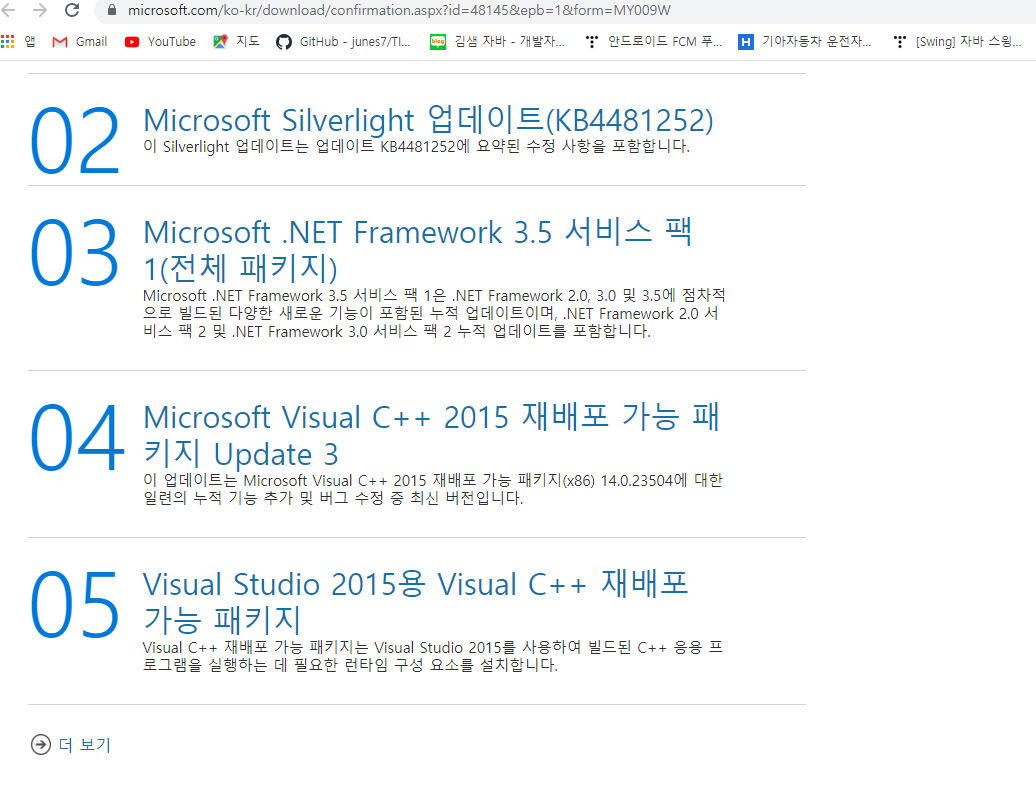 microsoft.com/ko-kr/download/confirmation.aspx?id=48145&epb=1&form=MY009W
앱 Gmail YouTube 지도 GitHub - junes7/TI... blog 김샘 자바 - 개발자... 안드로이드 FCM 푸... H 기아자동차 운전자... [Swing] 자바 스윙...
02
Microsoft Silverlight 업데이트(KB4481252)
이 Silverlight 업데이트는 업데이트 KB4481252에 요약된 수정 사항을 포함합니다.
03
Microsoft .NET Framework 3.5 서비스 팩
1(전체 패키지)
Microsoft .NET Framework 3.5 서비스 팩 1은 .NET Framework 2.0, 3.0 및 3.5에 점차적
으로 빌드된 다양한 새로운 기능이 포함된 누적 업데이트이며, .NET Framework 2.0 서
비스 팩 2 및 .NET Framework 3.0 서비스 팩 2 누적 업데이트를 포함합니다.
04
Microsoft Visual C++ 2015 재배포 가능 패
키지 Update 3
이 업데이트는 Microsoft Visual C++ 2015 재배포 가능 패키지(x86) 14.0.23504에 대한
일련의 누적 기능 추가 및 버그 수정 중 최신 버전입니다.
05
Visual Studio 2015용 Visual C++ 재배포
가능 패키지
Visual C++ 재배포 가능 패키지는 Visual Studio 2015를 사용하여 빌드된 C++ 응용 프
로그램을 실행하는 데 필요한 런타임 구성 요소를 설치합니다.
더 보기